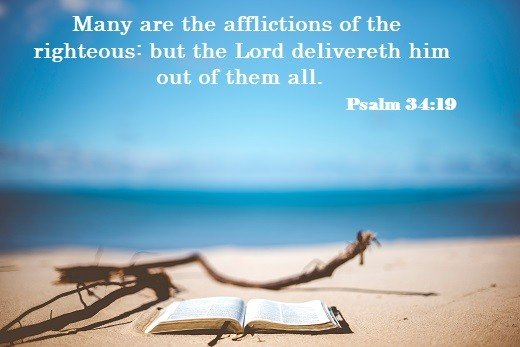 Many are the afflictions of the
righteous: but the Lord delivereth him
out of them all.
Psalm 34:19